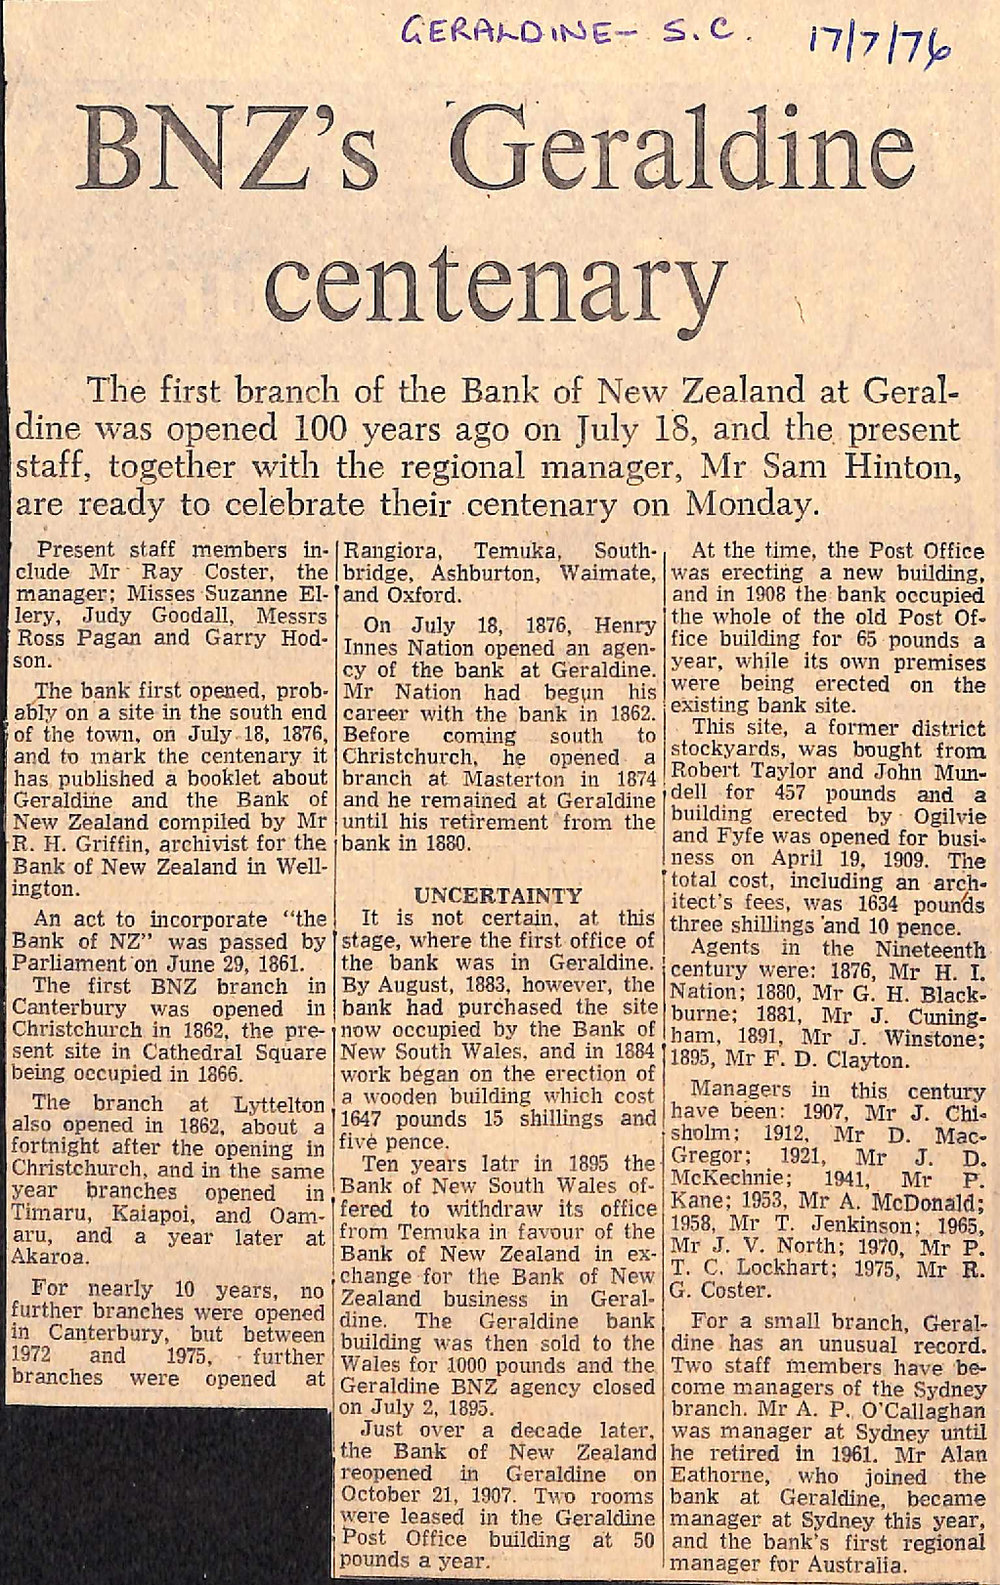 GERALDINE- S.C. 17/7/76
BNZ's Geraldine
centenary
The first branch of the Bank of New Zealand at Geral-
dine was opened 100 years ago on July 18, and the present
staff, together with the regional manager, Mr Sam Hinton,
are ready to celebrate their centenary on Monday.
Present staff members in-
clude Mr Ray Coster, the
manager; Misses Suzanne El-
lery, Judy Goodall, Messrs
Ross Pagan and Garry Hod-
son.
The bank first opened, prob-
ably on a site in the south end
of the town, on July 18, 1876,
and to mark the centenary it
has published a booklet about
Geraldine and the Bank of
New Zealand compiled by Mr
R. H. Griffin, archivist for the
Bank of New Zealand in Well-
ington.
An act to incorporate "the
Bank of NZ" was passed by
Parliament on June 29, 1861.
The first BNZ branch in
Canterbury was opened in
Christchurch in 1862, the pre-
sent site in Cathedral Square
being occupied in 1866.
The branch at Lyttelton
also opened in 1862, about a
fortnight after the opening in
Christchurch, and in the same
year branches opened in
Timaru, Kaiapoi, and Oam-
aru, and a year later at
Akaroa.
For nearly 10 years, no
further branches were opened
in Canterbury, but between
1972 and 1975, further
branches were opened at
Rangiora, Temuka, South-
bridge, Ashburton, Waimate,
and Oxford.
On July 18, 1876, Henry
Innes Nation opened an agen-
cy of the bank at Geraldine.
Mr Nation had begun his
career with the bank in 1862.
Before coming south to
Christchurch, he opened a
branch at Masterton in 1874
and he remained at Geraldine
until his retirement from the
bank in 1880.
UNCERTAINTY
It is not certain, at this
stage, where the first office of
the bank was in Geraldine.
By August, 1883, however, the
bank had purchased the site
now occupied by the Bank of
New South Wales, and in 1884
work began on the erection of
a wooden building which cost
1647 pounds 15 shillings and
five pence.
Ten years latr in 1895 the
Bank of New South Wales of-
fered to withdraw its office
from Temuka in favour of the
Bank of New Zealand in ex-
change for the Bank of New
Zealand business in Geral-
dine. The Geraldine bank
building was then sold to the
Wales for 1000 pounds and the
Geraldine BNZ agency closed
on July 2, 1895.
Just over a decade later,
the Bank of New Zealand
reopened in Geraldine on
October 21, 1907. Two rooms
were leased in the Geraldine
Post Office building at 50
pounds a year.
At the time, the Post Office
was erecting a new building,
and in 1908 the bank occupied
the whole of the old Post Of-
fice building for 65 pounds a
year, while its own premises
were being erected on the
existing bank site.
This site, a former district
stockyards, was bought from
Robert Taylor and John Mun-
dell for 457 pounds and a
building erected by Ogilvie
and Fyfe was opened for busi-
ness on April 19, 1909. The
total cost, including an arch-
itect's fees, was 1634 pounds
three shillings and 10 pence.
Agents in the Nineteenth
century were: 1876, Mr H. I.
Nation; 1880, Mr G. H. Black-
burne; 1881, Mr J. Cuning-
ham, 1891, Mr J. Winstone;
1895, Mr F. D. Clayton.
Managers in this century
have been: 1907, Mr J. Chi-
sholm; 1912, Mr D. Mac-
Gregor; 1921, Mr J. D.
McKechnie; 1941, Mr P.
Kane; 1953, Mr A. McDonald;
1958, Mr T. Jenkinson; 1965,
Mr J. V. North; 1970, Mr P.
T. C. Lockhart; 1975, Mr R.
G. Coster.
For a small branch, Geral-
dine has an unusual record.
Two staff members have be-
come managers of the Sydney
branch. Mr A. P. O'Callaghan
was manager at Sydney until
he retired in 1961. Mr Alan
Eathorne, who joined the
bank at Geraldine, became
manager at Sydney this year,
and the bank's first regional
manager for Australia.